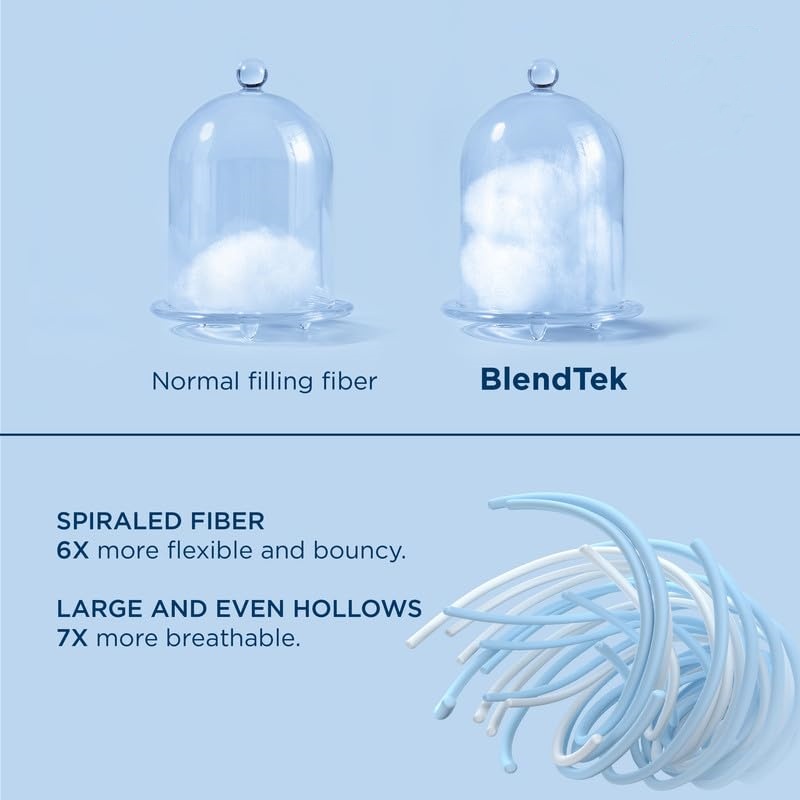 Normal filling fiber
BlendTek
SPIRALED FIBER
6X more flexible and bouncy.
LARGE AND EVEN HOLLOWS
7X more breathable.